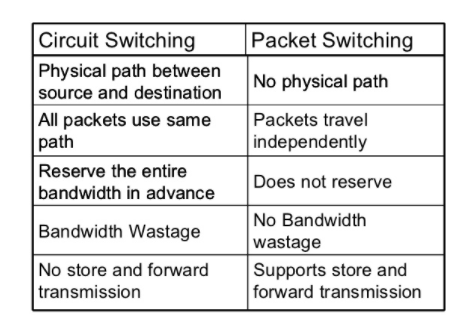 Circuit Switching
Packet Switching
Physical path between
source and destination
No physical path
All packets use same
path
Packets travel
independently
Reserve the entire
bandwidth in advance
Does not reserve
Bandwidth Wastage
No Bandwidth
wastage
No store and forward
transmission
Supports store and
forward transmission